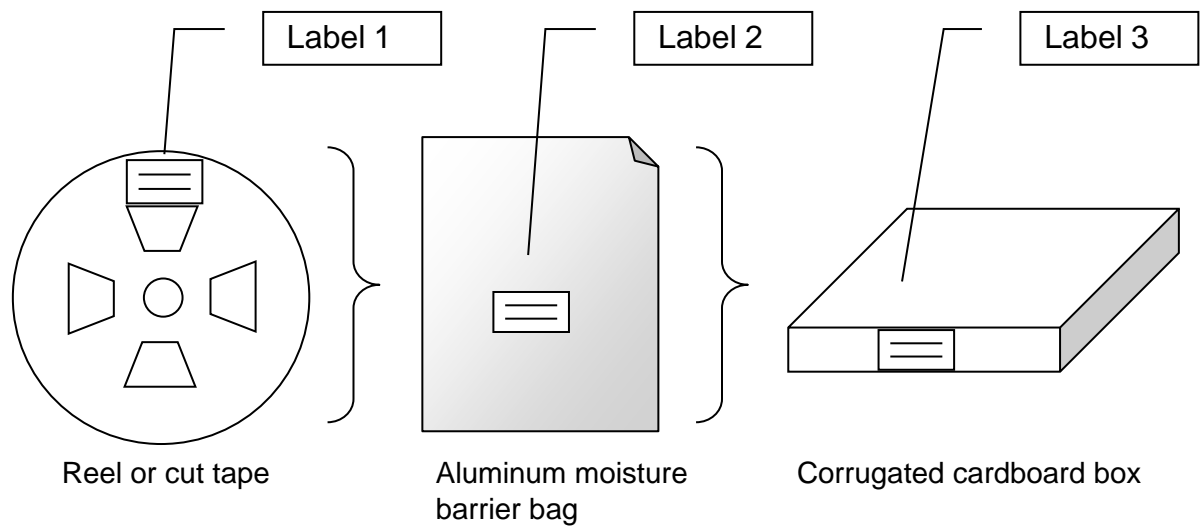 Label 1
Label 2
Label 3
Reel or cut tape
Aluminum moisture
barrier bag
Corrugated cardboard box